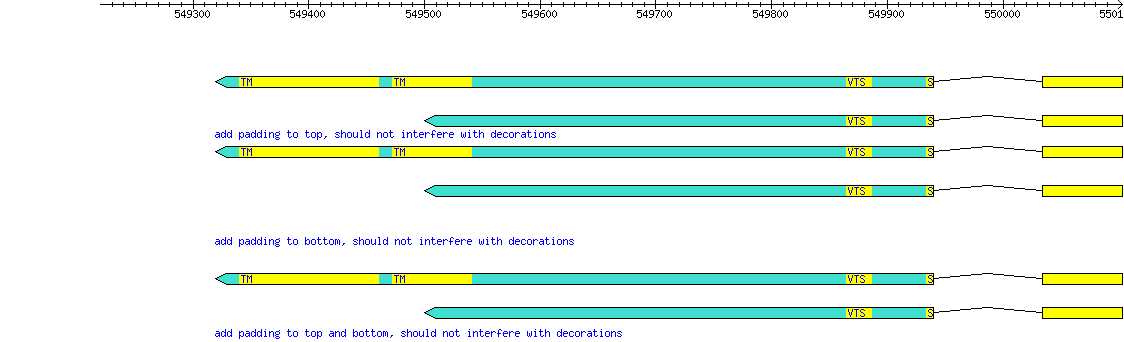 549300 549400 549500 549600 549700 549800 549900 550000 5501
TM TM VTS S
VTS S
add padding to top, should not interfere with decorations
TM TM VTS S
VTS S
add padding to bottom, should not interfere with decorations
TM TM VTS S
VTS S
add padding to top and bottom, should not interfere with decorations